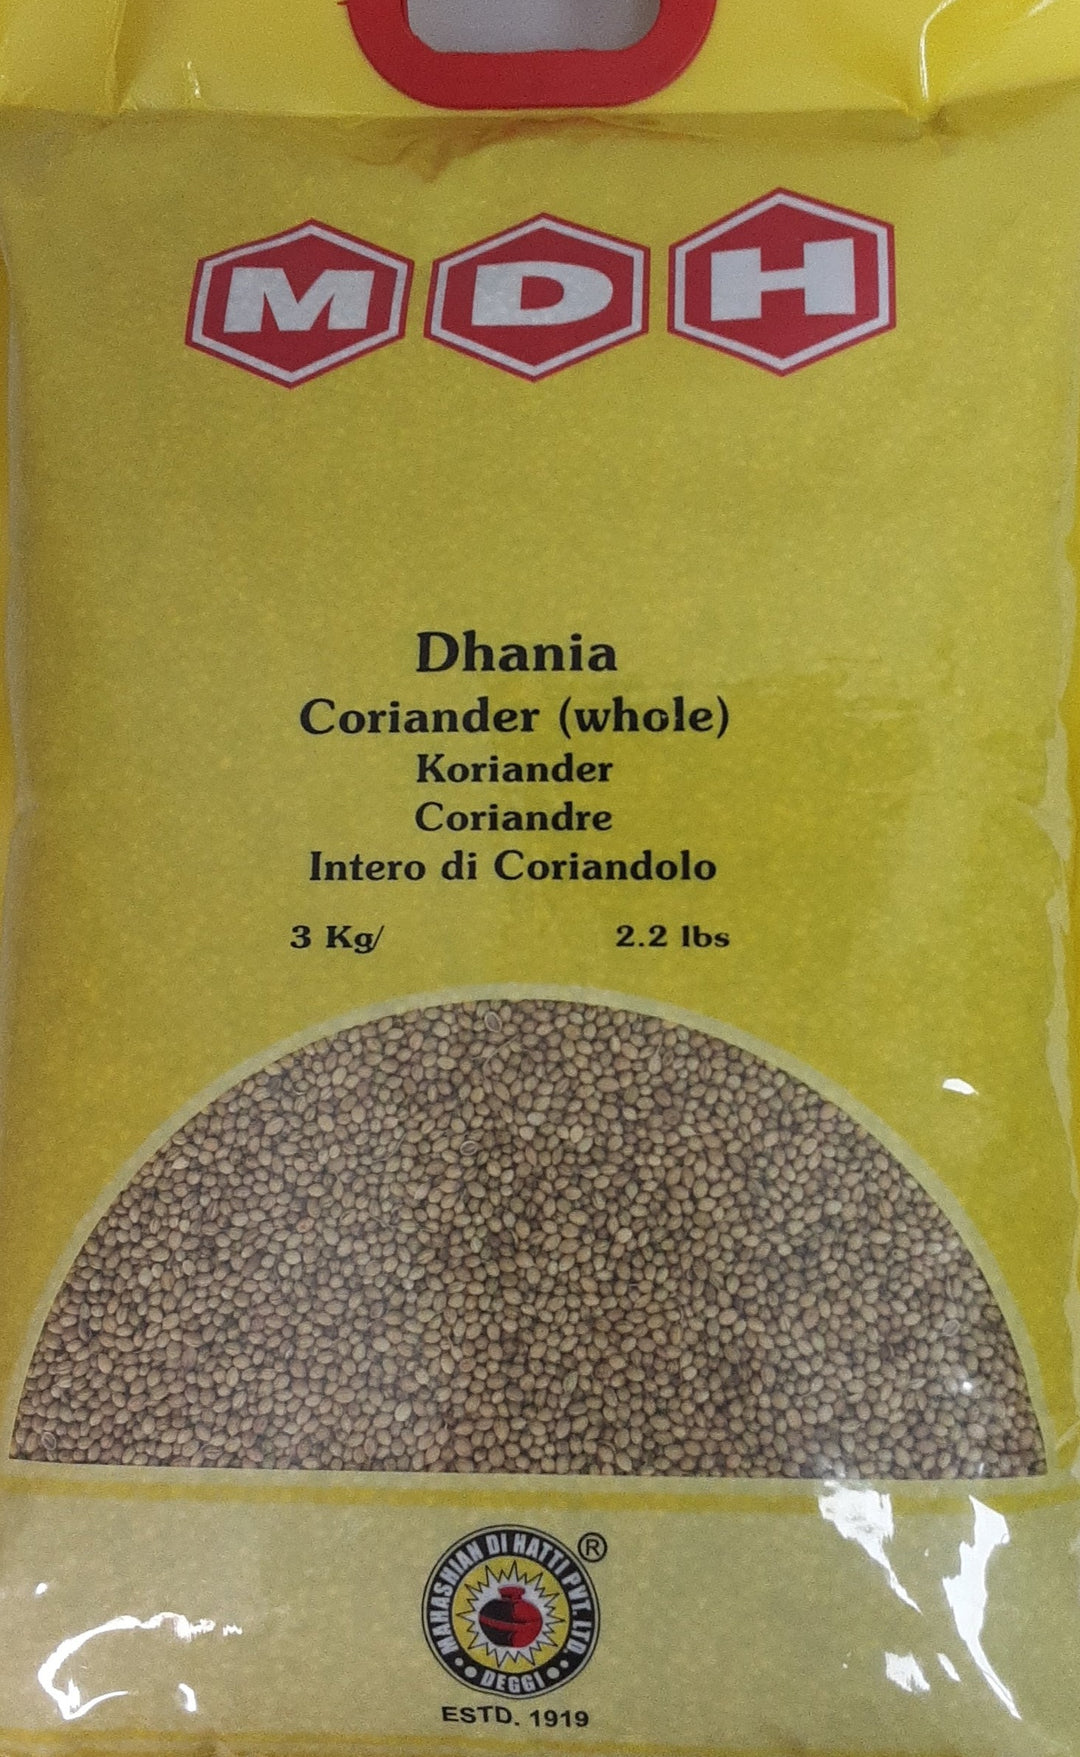 MDH
Dhania
Coriander (whole)
Koriander
Coriandre
Intero di Coriandolo
3 Kg/ 2.2 lbs
MAHASHIAN DI HATTI PVT. LTD. ®
DEGGI
ESTD. 1919